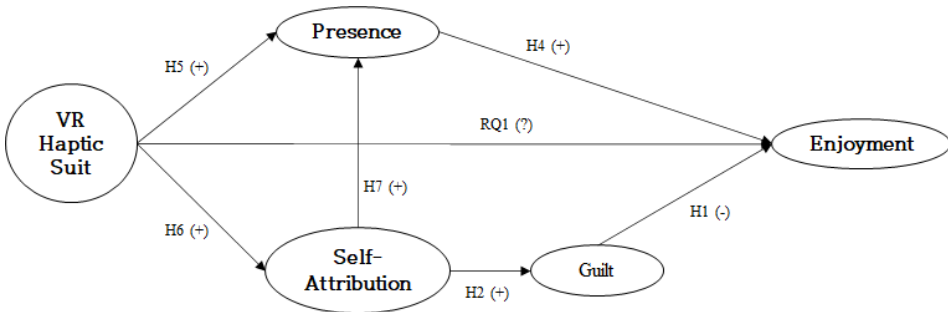 Presence
H5 (+)
H4 (+)
VR
Haptic
Suit
RQ1 (?)
Enjoyment
H7 (+)
H6 (+)
H1 (-)
Self-
Attribution
Guilt
H2 (+)